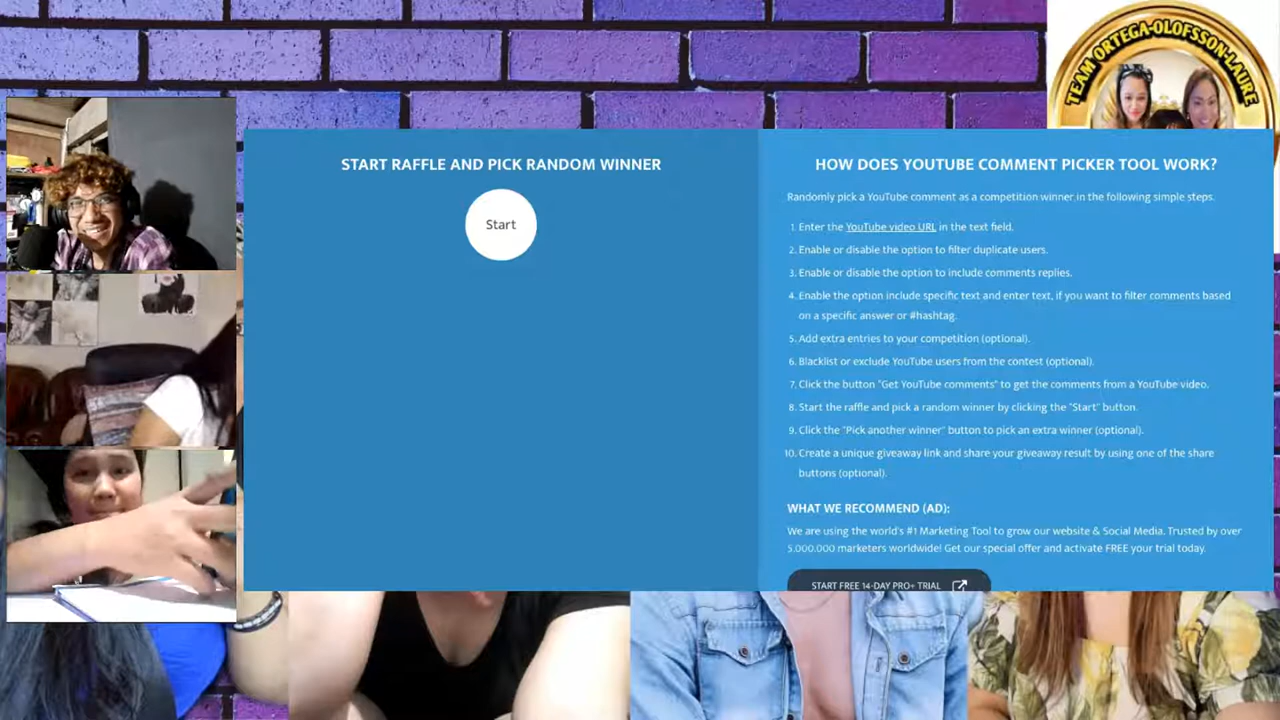 TEAM ORTEGA-OLOFSSON-LAURE
START RAFFLE AND PICK RANDOM WINNER
Start
HOW DOES YOUTUBE COMMENT PICKER TOOL WORK?
Randomly pick a YouTube comment as a competition winner in the following simple steps.
1. Enter the YouTube video URL in the text field.
2. Enable or disable the option to filter duplicate users.
3. Enable or disable the option to include comments replies.
4. Enable the option include specific text and enter text, if you want to filter comments based
on a specific answer or #hashtag.
5. Add extra entries to your competition (optional).
6. Blacklist or exclude YouTube users from the contest (optional).
7. Click the button "Get YouTube comments" to get the comments from a YouTube video.
8. Start the raffle and pick a random winner by clicking the "Start" button.
9. Click the "Pick another winner" button to pick an extra winner (optional).
10. Create a unique giveaway link and share your giveaway result by using one of the share
buttons (optional).
WHAT WE RECOMMEND (AD):
We are using the world's #1 Marketing Tool to grow our website & Social Media. Trusted by over
5.000.000 marketers worldwide! Get our special offer and activate FREE your trial today.
START FREE 14-DAY PRO+ TRIAL